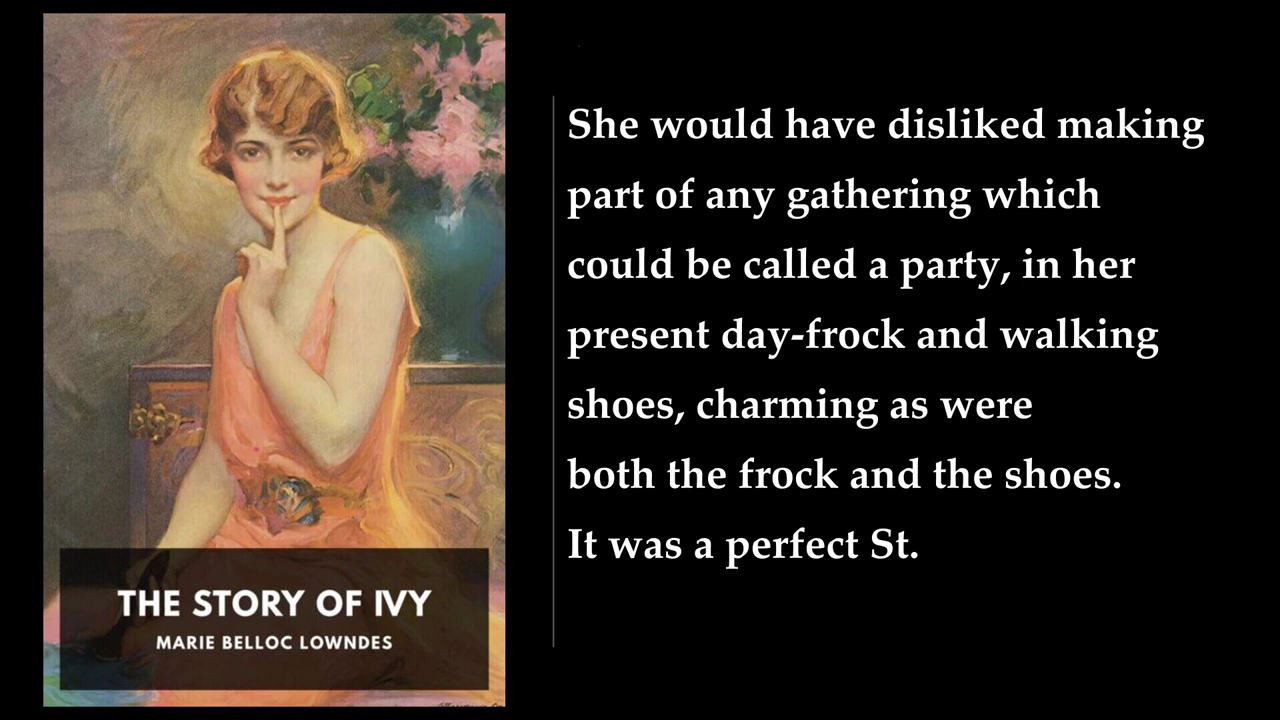 THE STORY OF IVY
MARIE BELLOC LOWNDES
She would have disliked making
part of any gathering which
could be called a party, in her
present day-frock and walking
shoes, charming as were
both the frock and the shoes.
It was a perfect St.